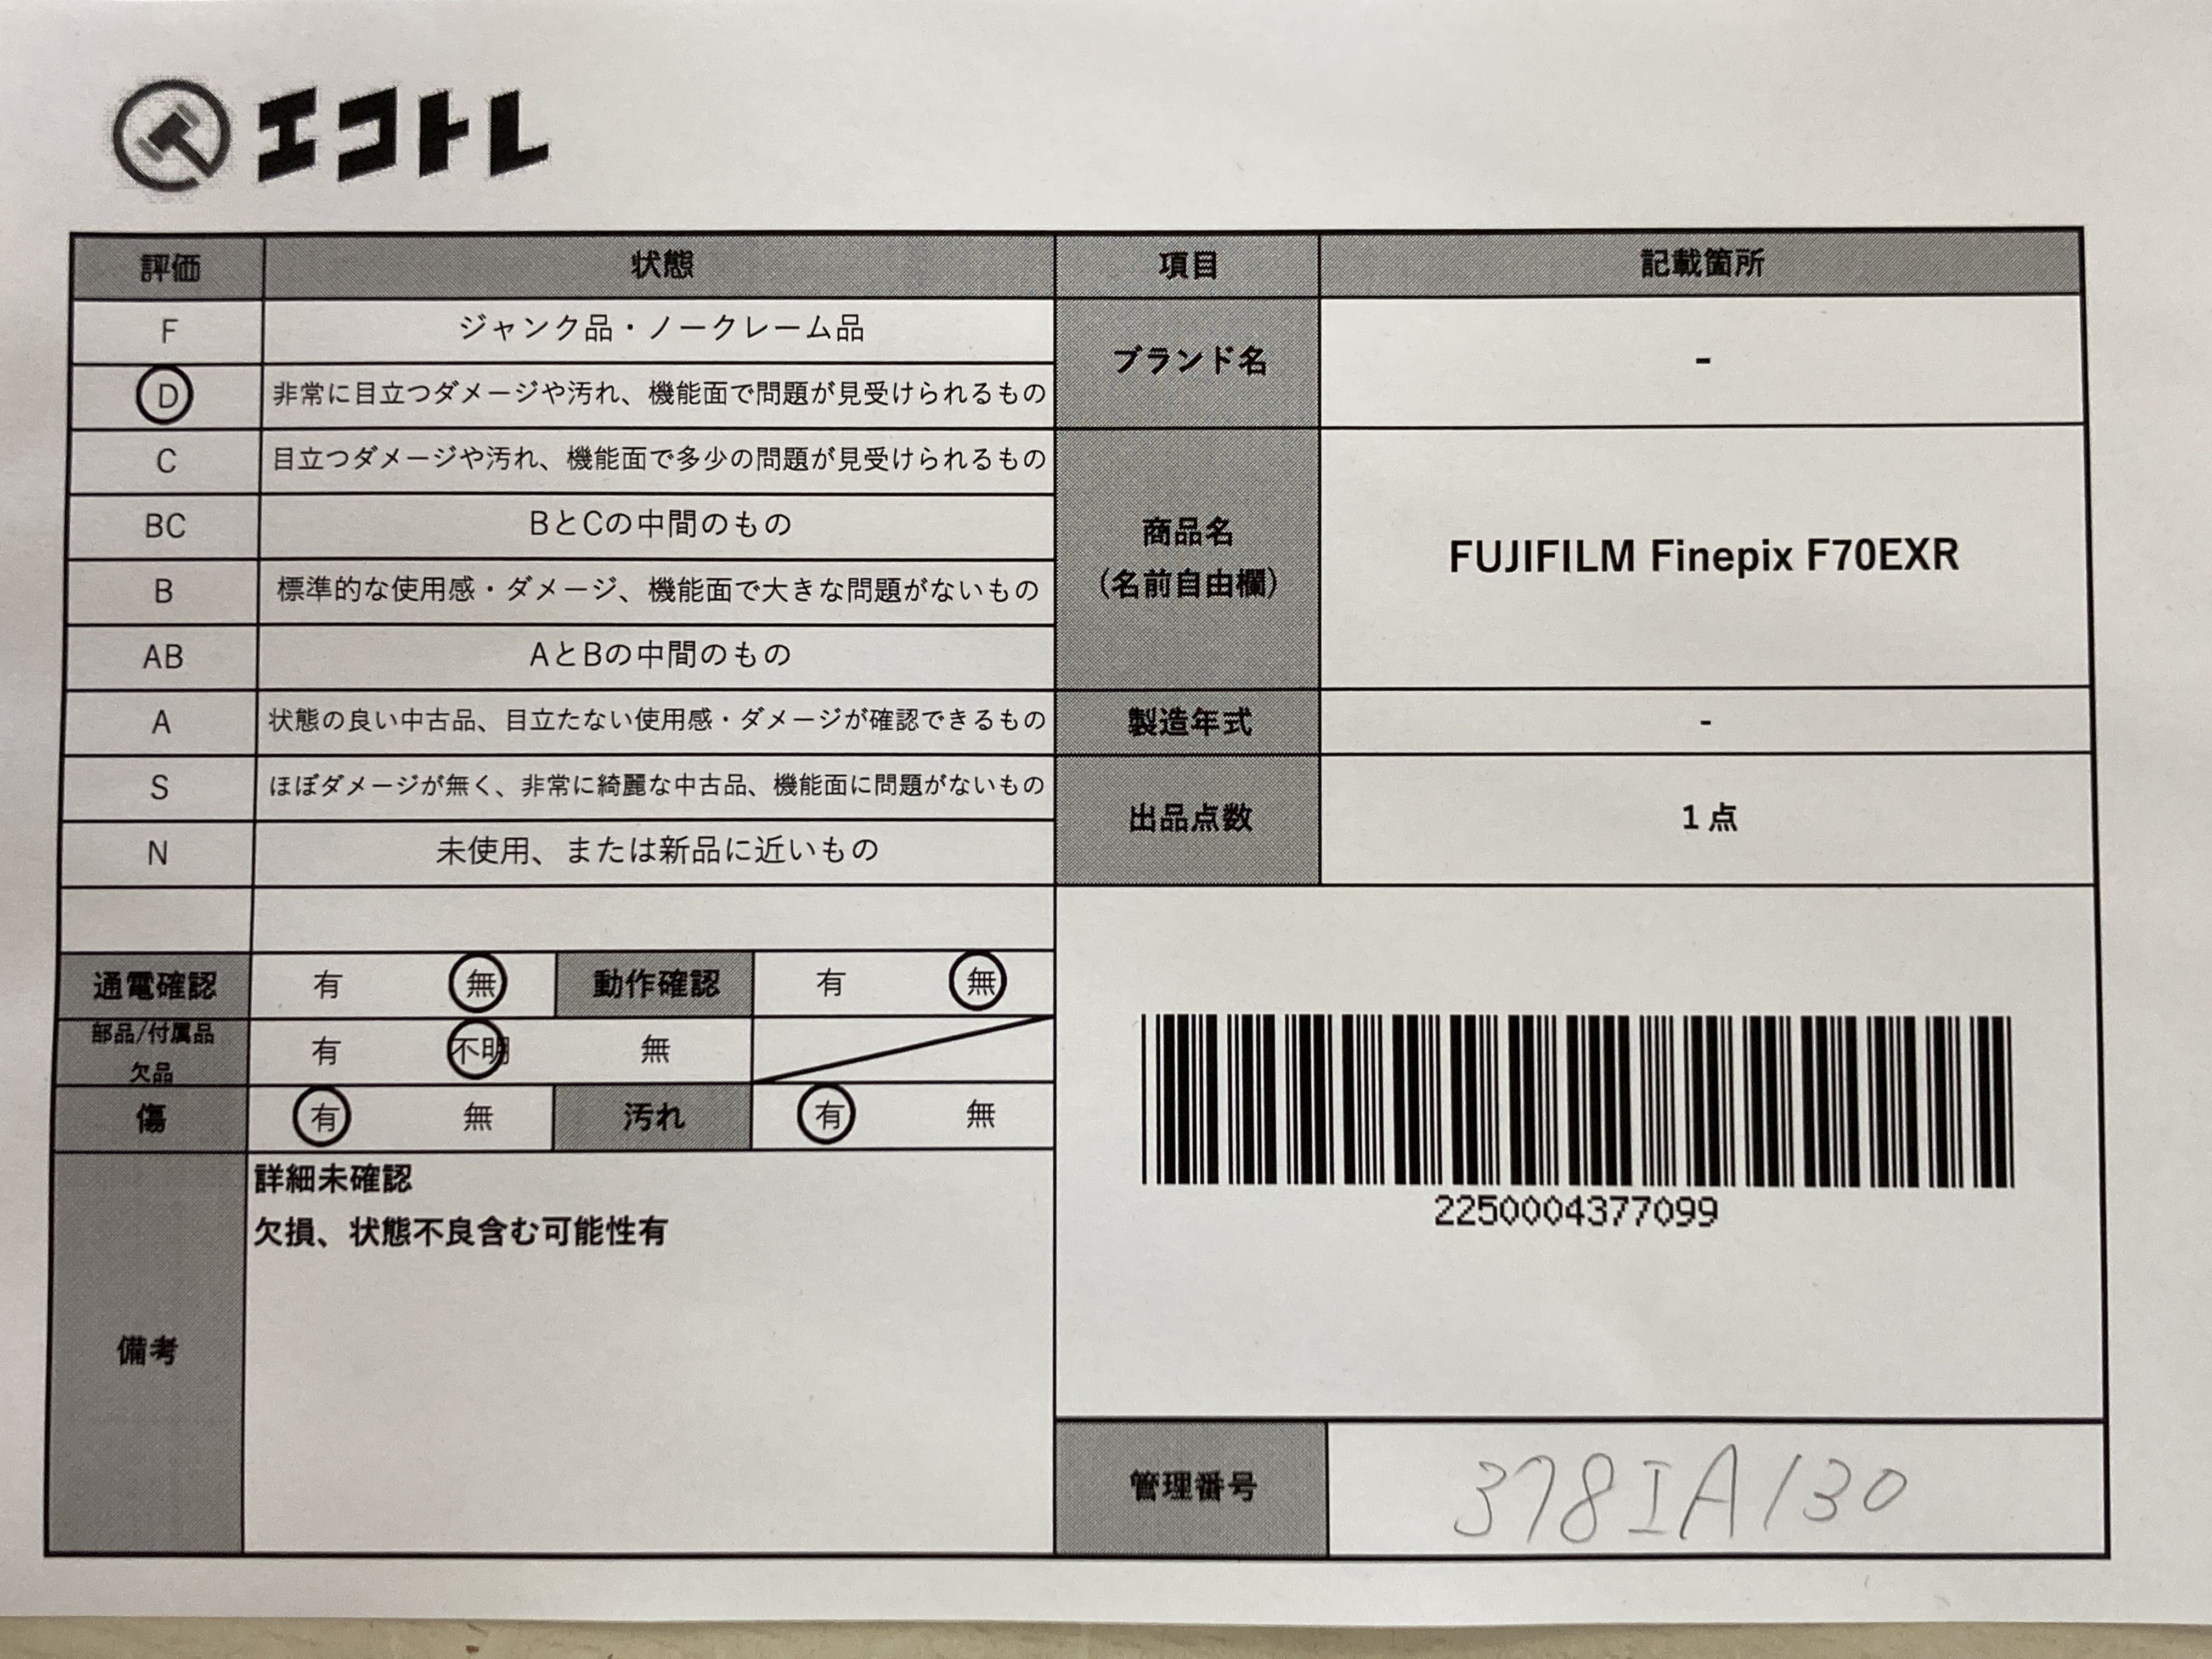 エコトレ
評価 状態 項目 記載箇所
F ジャンク品・ノークレーム品
D 非常に目立つダメージや汚れ、機能面で問題が見受けられるもの
ブランド名 -
C 目立つダメージや汚れ、機能面で多少の問題が見受けられるもの
BC BとCの中間のもの
B 標準的な使用感・ダメージ、機能面で大きな問題がないもの
商品名
(名前自由欄)
FUJIFILM Finepix F70EXR
AB AとBの中間のもの
A 状態の良い中古品、目立たない使用感・ダメージが確認できるもの
製造年式 -
S ほぼダメージが無く、非常に綺麗な中古品、機能面に問題がないもの
出品点数 1 点
N 未使用、または新品に近いもの
通電確認 有 無 動作確認 有 無
部品/付属品
欠品
有 不明 無
傷 有 無 汚れ 有 無
備考
詳細未確認
欠損、状態不良含む可能性有
2250004377099
管理番号 378IA130